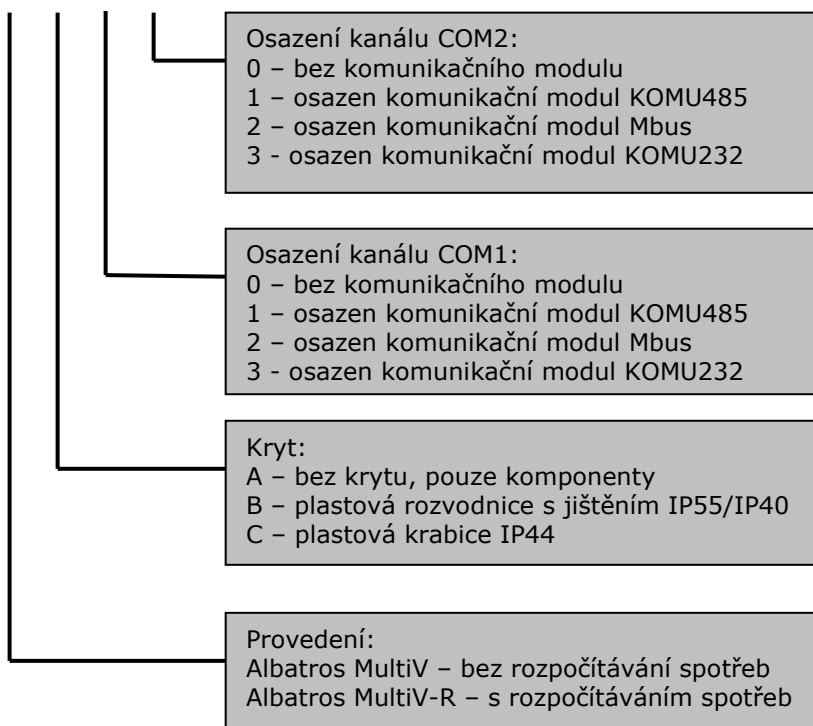 Osazení kanálu COM2:
0 – bez komunikačního modulu
1 – osazen komunikační modul KOMU485
2 – osazen komunikační modul Mbus
3 - osazen komunikační modul KOMU232
Osazení kanálu COM1:
0 – bez komunikačního modulu
1 – osazen komunikační modul KOMU485
2 – osazen komunikační modul Mbus
3 - osazen komunikační modul KOMU232
Kryt:
A – bez krytu, pouze komponenty
B – plastová rozvodnice s jištěním IP55/IP40
C – plastová krabice IP44
Provedení:
Albatros MultiV – bez rozpočítávání spotřeb
Albatros MultiV-R – s rozpočítáváním spotřeb